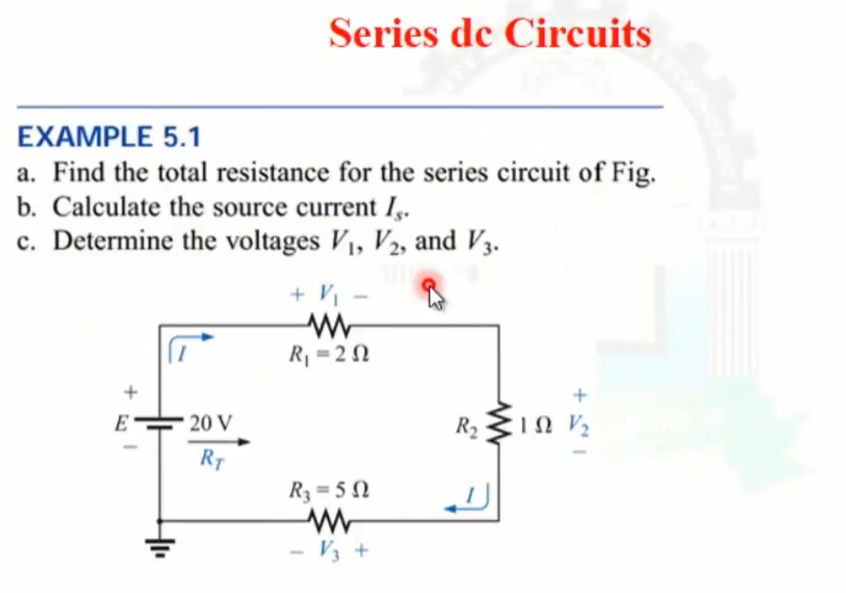 Series dc Circuits
EXAMPLE 5.1
a. Find the total resistance for the series circuit of Fig.
b. Calculate the source current Iₛ.
c. Determine the voltages V₁, V₂, and V₃.
+ V₁ −
I
R₁ = 2 Ω
+
E 20 V
−
R_T
R₂ 1 Ω
+
V₂
−
R₃ = 5 Ω
I
− V₃ +